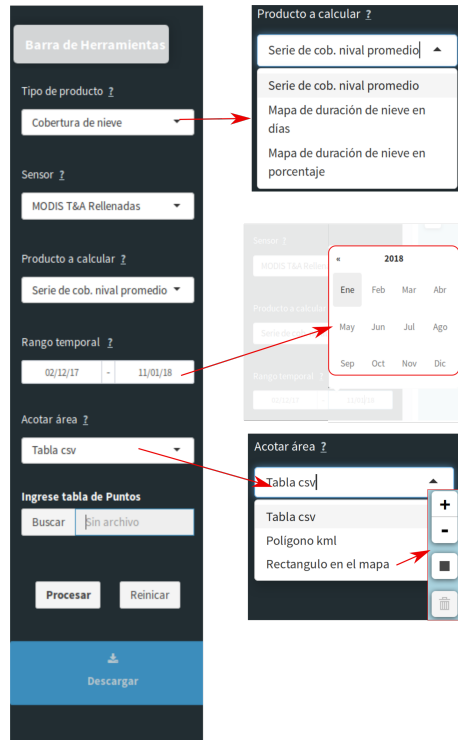 Barra de Herramientas
Tipo de producto ?
Cobertura de nieve
Sensor ?
MODIS T&A Rellenadas
Producto a calcular ?
Serie de cob. nival promedio
Rango temporal ?
02/12/17 - 11/01/18
Acotar área ?
Tabla csv
Ingrese tabla de Puntos
Buscar Sin archivo
Procesar Reinicar
Descargar
Producto a calcular ?
Serie de cob. nival promedio
Serie de cob. nival promedio
Mapa de duración de nieve en
días
Mapa de duración de nieve en
porcentaje
Sensor ?
MODIS T&A Rellen
Producto a calcular
Serie de cob. nival
Rango temporal ?
« 2018
Ene Feb Mar Abr
May Jun Jul Ago
Sep Oct Nov Dic
Acotar área ?
Tabla csv
Tabla csv
Polígono kml
Rectangulo en el mapa
+
-